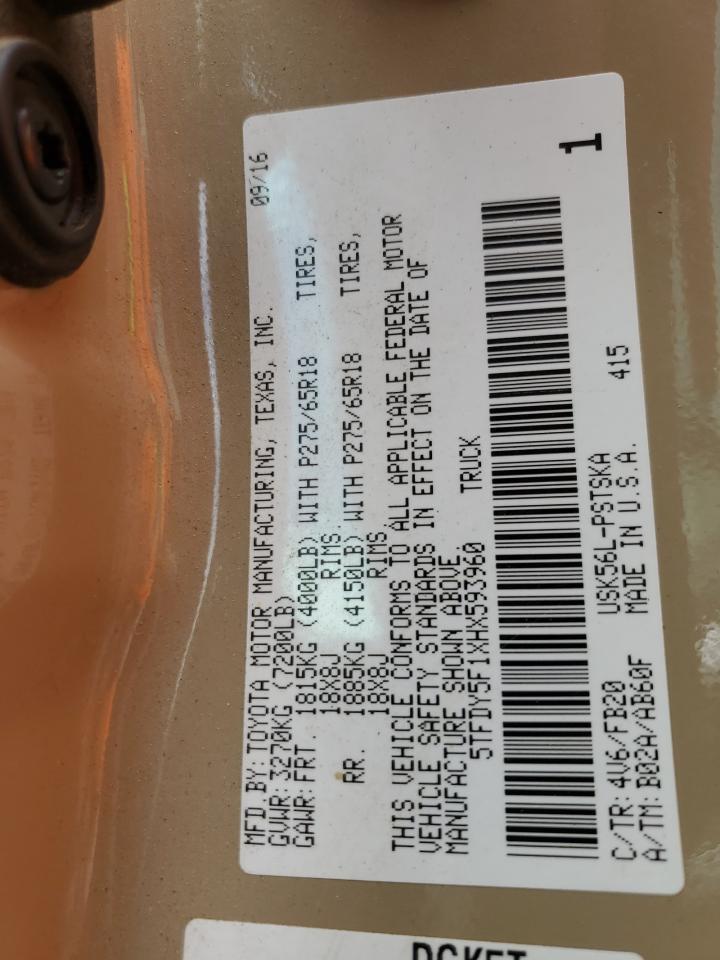 MFD.BY:TOYOTA MOTOR MANUFACTURING, TEXAS, INC. 09/16
GVWR:3270KG (7200LB)
GAWR:FRT. 1815KG (4000LB) WITH P275/65R18 TIRES,
18X8J RIMS.
RR. 1885KG (4150LB) WITH P275/65R18 TIRES,
18X8J RIMS
THIS VEHICLE CONFORMS TO ALL APPLICABLE FEDERAL MOTOR
VEHICLE SAFETY STANDARDS IN EFFECT ON THE DATE OF
MANUFACTURE SHOWN ABOVE.
5TFDY5F1XHX593960 TRUCK
1
C/TR:4V6/FB20 USK56L-PSTSKA 415
A/TM:B02A/AB60F MADE IN U.S.A.